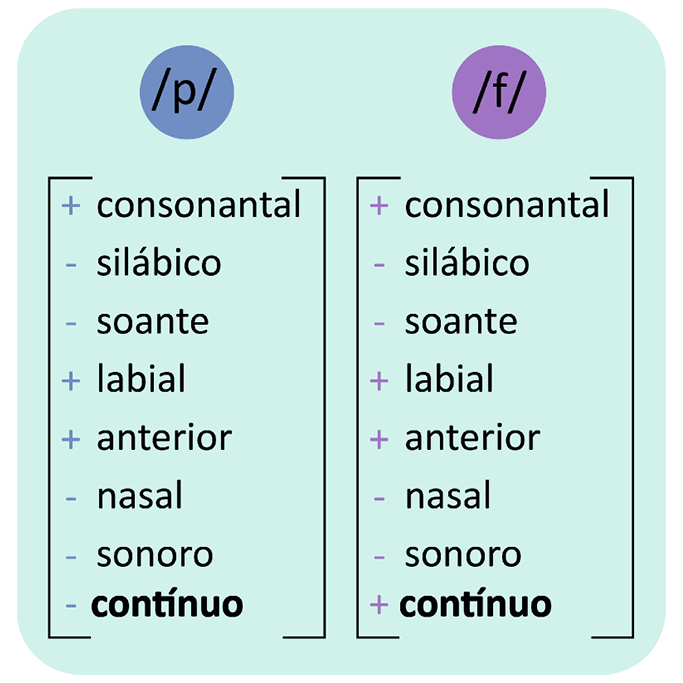 /p/
+ consonantal
- silábico
- soante
+ labial
+ anterior
- nasal
- sonoro
- contínuo
/f/
+ consonantal
- silábico
- soante
+ labial
+ anterior
- nasal
- sonoro
+ contínuo